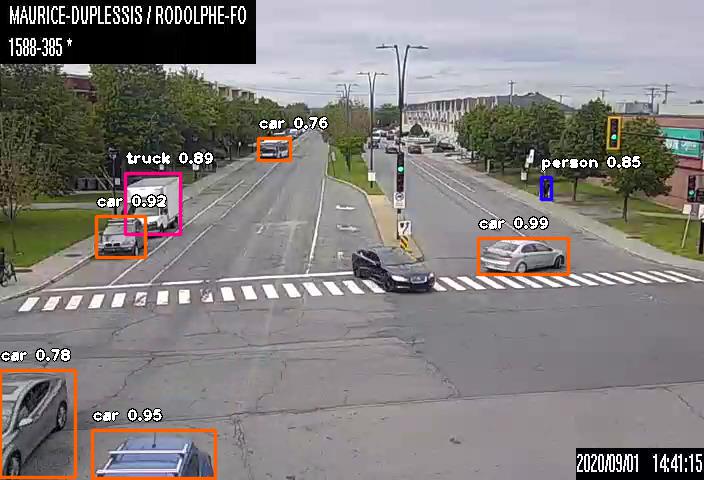 MAURICE-DUPLESSIS / RODOLPHE-FO
1588-385 *
car 0.76
truck 0.89
person 0.85
car 0.92
car 0.99
car 0.78
car 0.95
2020/09/01 14:41:15